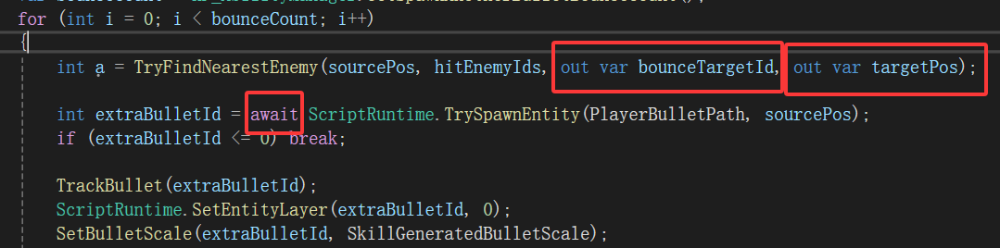 for (int i = 0; i < bounceCount; i++)
{
int a = TryFindNearestEnemy(sourcePos, hitEnemyIds, out var bounceTargetId, out var targetPos);
int extraBulletId = await ScriptRuntime.TrySpawnEntity(PlayerBulletPath, sourcePos);
if (extraBulletId <= 0) break;
TrackBullet(extraBulletId);
ScriptRuntime.SetEntityLayer(extraBulletId, 0);
SetBulletScale(extraBulletId, SkillGeneratedBulletScale);